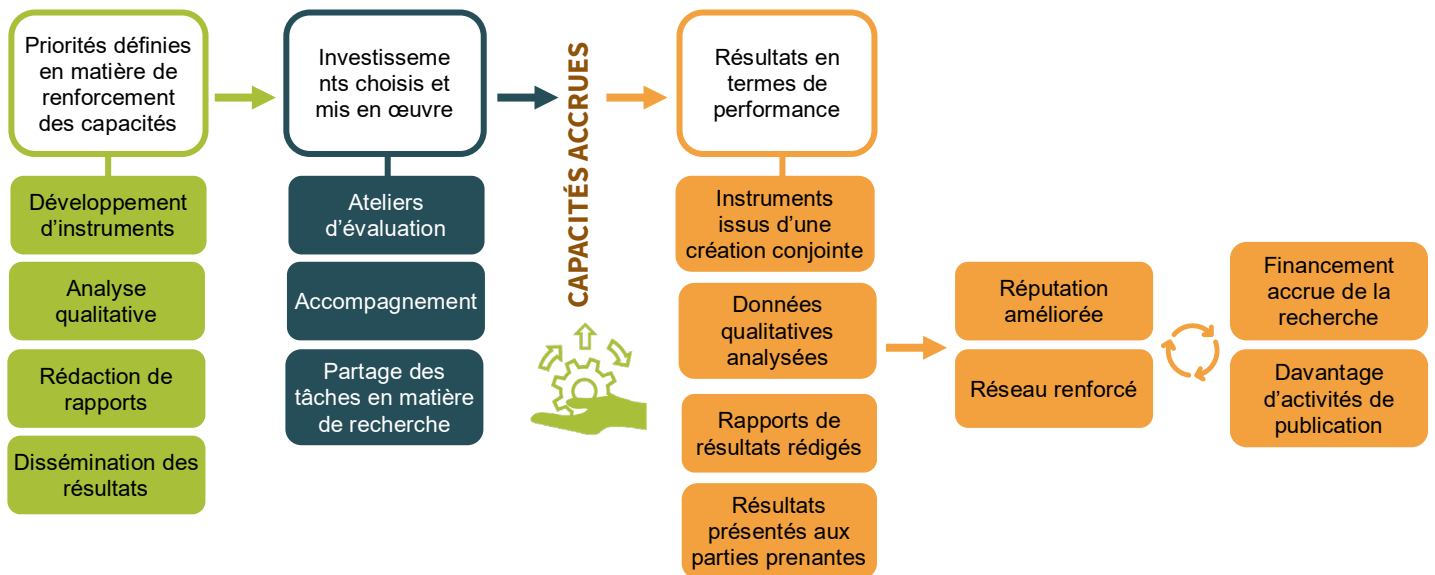 Priorités définies
en matière de
renforcement
des capacités
Développement
d’instruments
Analyse
qualitative
Rédaction de
rapports
Dissémination des
résultats
Investisseme
nts choisis et
mis en œuvre
Ateliers
d’évaluation
Accompagnement
Partage des
tâches en matière
de recherche
CAPACITÉS ACCRUES
Résultats en
termes de
performance
Instruments
issus d’une
création conjointe
Données
qualitatives
analysées
Rapports de
résultats rédigés
Résultats
présentés aux
parties prenantes
Réputation
améliorée
Réseau renforcé
Financement
accrue de la
recherche
Davantage
d’activités de
publication